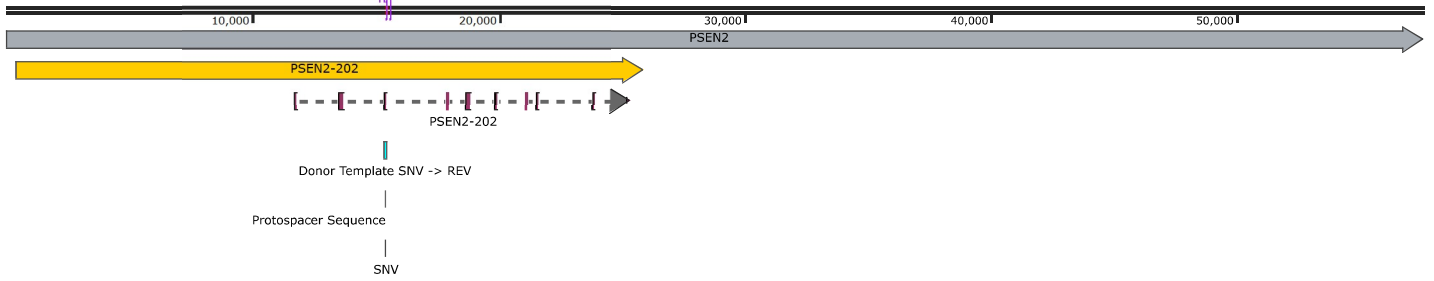 10,000 20,000 30,000 40,000 50,000
PSEN2
PSEN2-202
PSEN2-202
Donor Template SNV -> REV
Protospacer Sequence
SNV